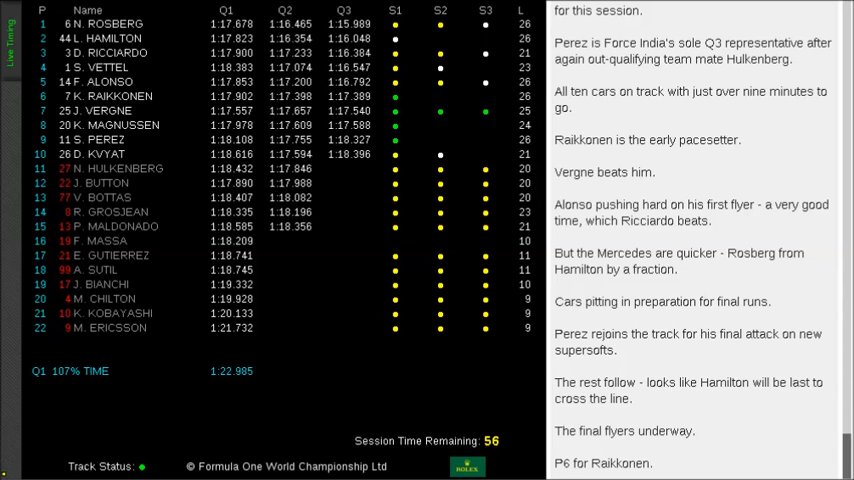 Live Timing
P Name Q1 Q2 Q3 S1 S2 S3 L
1 6 N. ROSBERG 1:17.678 1:16.465 1:15.989 26
2 44 L. HAMILTON 1:17.823 1:16.354 1:16.048 26
3 3 D. RICCIARDO 1:17.900 1:17.233 1:16.384 21
4 1 S. VETTEL 1:18.383 1:17.074 1:16.547 23
5 14 F. ALONSO 1:17.853 1:17.200 1:16.792 26
6 7 K. RAIKKONEN 1:17.902 1:17.398 1:17.389 26
7 25 J. VERGNE 1:17.557 1:17.657 1:17.540 25
8 20 K. MAGNUSSEN 1:17.978 1:17.609 1:17.588 24
9 11 S. PEREZ 1:18.108 1:17.755 1:18.327 26
10 26 D. KVYAT 1:18.616 1:17.594 1:18.396 21
11 27 N. HULKENBERG 1:18.432 1:17.846 20
12 22 J. BUTTON 1:17.890 1:17.988 20
13 77 V. BOTTAS 1:18.407 1:18.082 20
14 8 R. GROSJEAN 1:18.335 1:18.196 23
15 13 P. MALDONADO 1:18.585 1:18.356 21
16 19 F. MASSA 1:18.209 10
17 21 E. GUTIERREZ 1:18.741 11
18 99 A. SUTIL 1:18.745 11
19 17 J. BIANCHI 1:19.332 10
20 4 M. CHILTON 1:19.928 9
21 10 K. KOBAYASHI 1:20.133 9
22 9 M. ERICSSON 1:21.732 9
Q1 107% TIME 1:22.985
Session Time Remaining: 56
Track Status: © Formula One World Championship Ltd
ROLEX
for this session.
Perez is Force India's sole Q3 representative after
again out-qualifying team mate Hulkenberg.
All ten cars on track with just over nine minutes to
go.
Raikkonen is the early pacesetter.
Vergne beats him.
Alonso pushing hard on his first flyer - a very good
time, which Ricciardo beats.
But the Mercedes are quicker - Rosberg from
Hamilton by a fraction.
Cars pitting in preparation for final runs.
Perez rejoins the track for his final attack on new
supersofts.
The rest follow - looks like Hamilton will be last to
cross the line.
The final flyers underway.
P6 for Raikkonen.